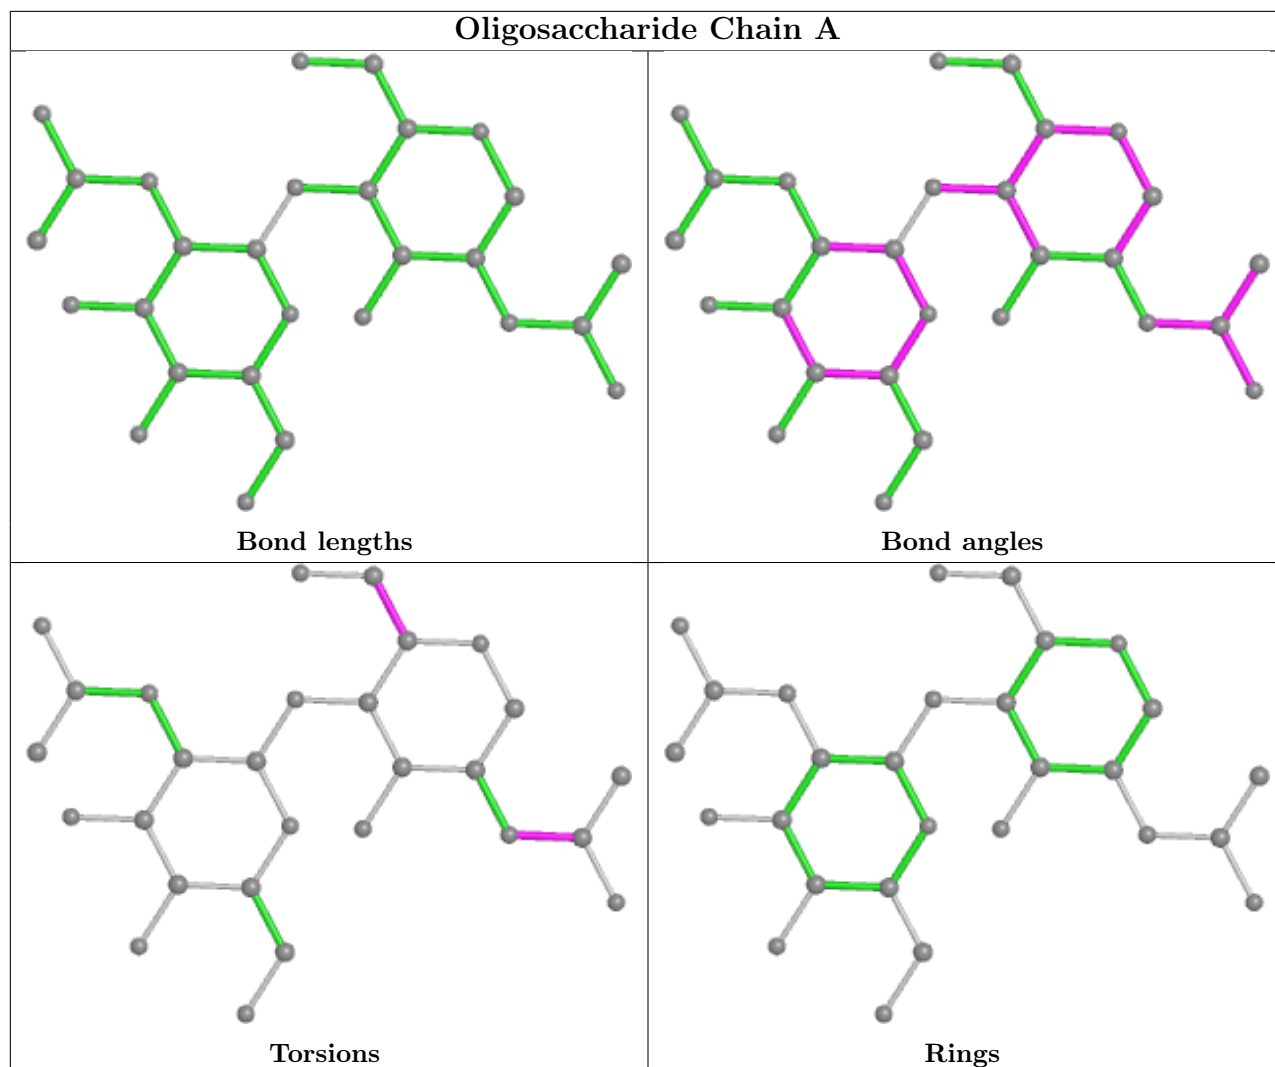 Oligosaccharide Chain A
Bond lengths
Bond angles
Torsions
Rings